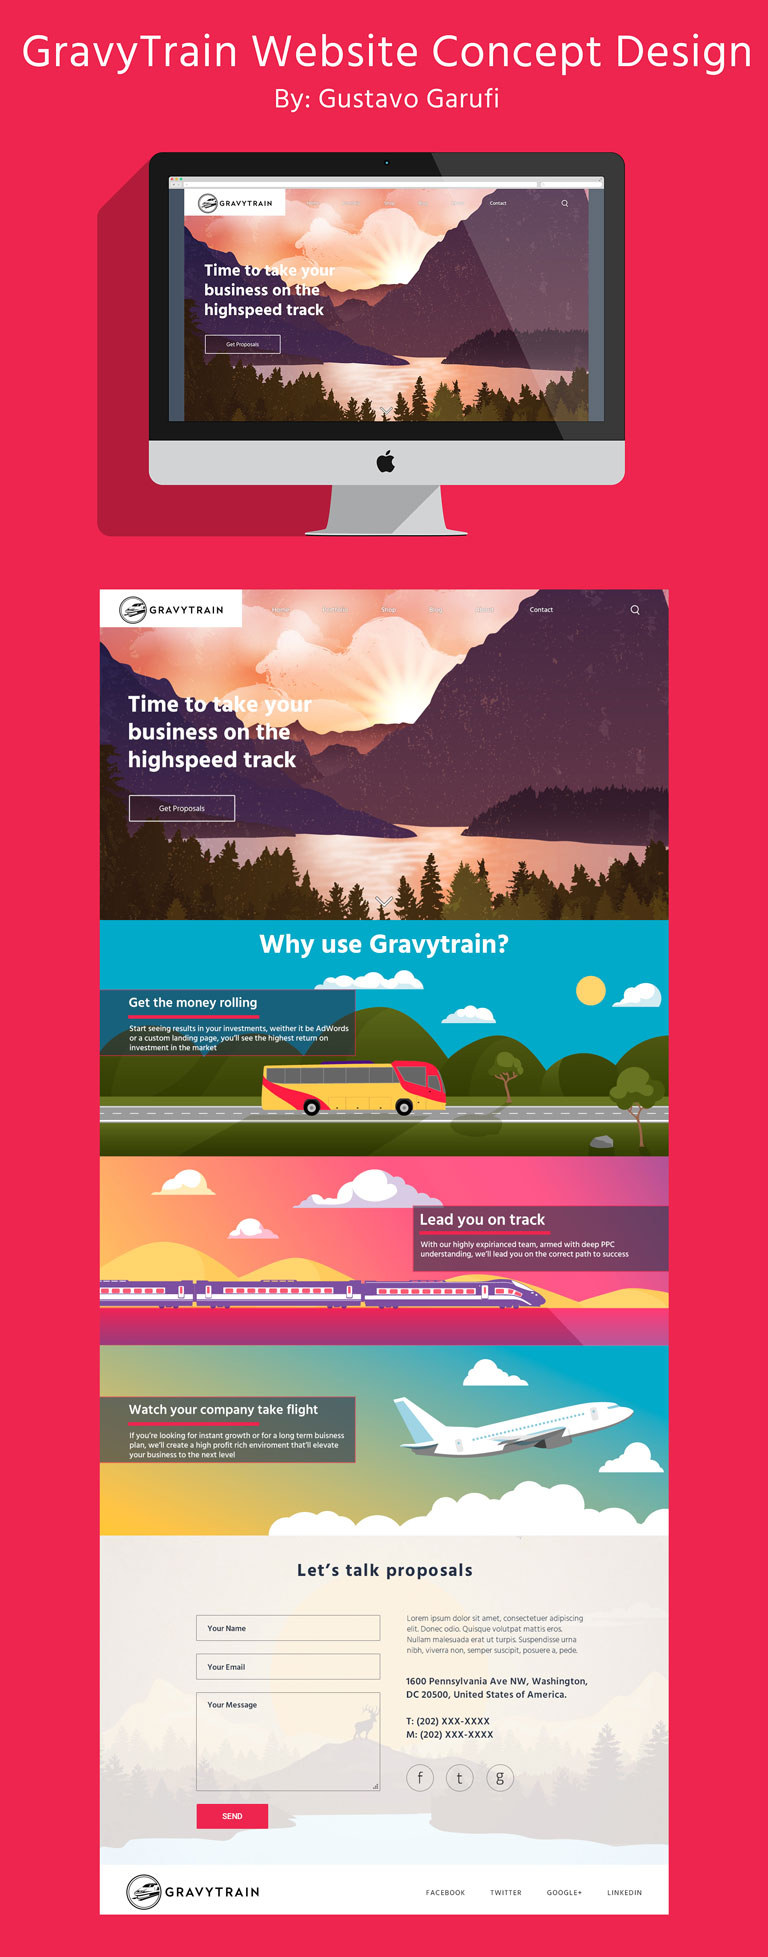 GravyTrain Website Concept Design
By: Gustavo Garufi
GRAVYTRAIN
Contact
Time to take your
business on the
highspeed track
Get Proposals
GRAVYTRAIN
Home Portfolio Shop Blog About Contact
Time to take your
business on the
highspeed track
Get Proposals
Why use Gravytrain?
Get the money rolling
Start seeing results in your investments, weither it be AdWords
or a custom landing page, you'll see the highest return on
investment in the market
Lead you on track
With our highly expirianced team, armed with deep PPC
understanding, we'll lead you on the correct path to success
Watch your company take flight
If you're looking for instant growth or for a long term buisness
plan, we'll create a high profit rich enviroment that'll elevate
your business to the next level
Let's talk proposals
Your Name
Your Email
Your Message
SEND
Lorem ipsum dolor sit amet, consectetuer adipiscing
elit. Donec odio. Quisque volutpat mattis eros.
Nullam malesuada erat ut turpis. Suspendisse urna
nibh, viverra non, semper suscipit, posuere a, pede.
1600 Pennsylvania Ave NW, Washington,
DC 20500, United States of America.
T: (202) XXX-XXXX
M: (202) XXX-XXXX
f t g
GRAVYTRAIN
FACEBOOK TWITTER GOOGLE+ LINKEDIN